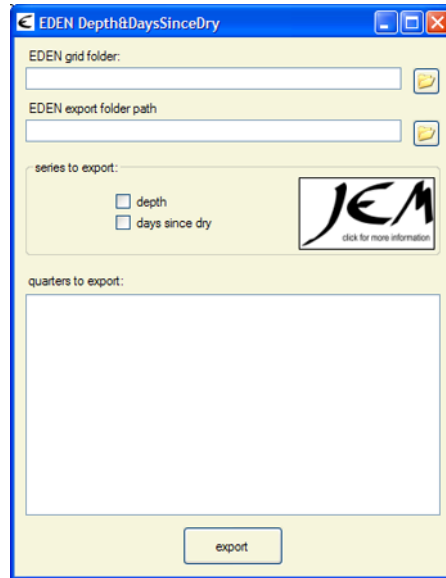 EDEN Depth&DaysSinceDry
EDEN grid folder:
EDEN export folder path
series to export:
depth
days since dry
JEM
click for more information
quarters to export:
export